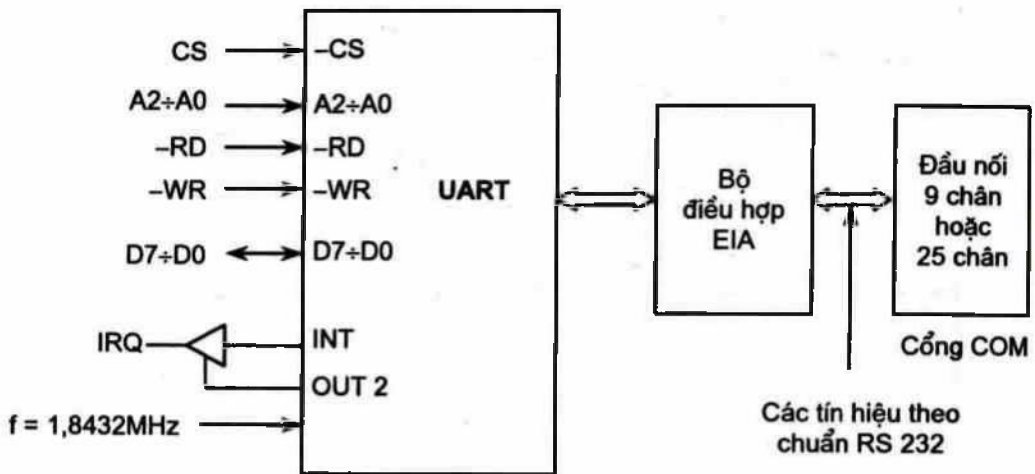 CS
–CS
A2÷A0
A2÷A0
–RD
–RD
–WR
–WR
UART
D7÷D0
D7÷D0
IRQ
INT
OUT 2
f = 1,8432MHz
Bộ
điều hợp
EIA
Đầu nối
9 chân
hoặc
25 chân
Cổng COM
Các tín hiệu theo
chuẩn RS 232